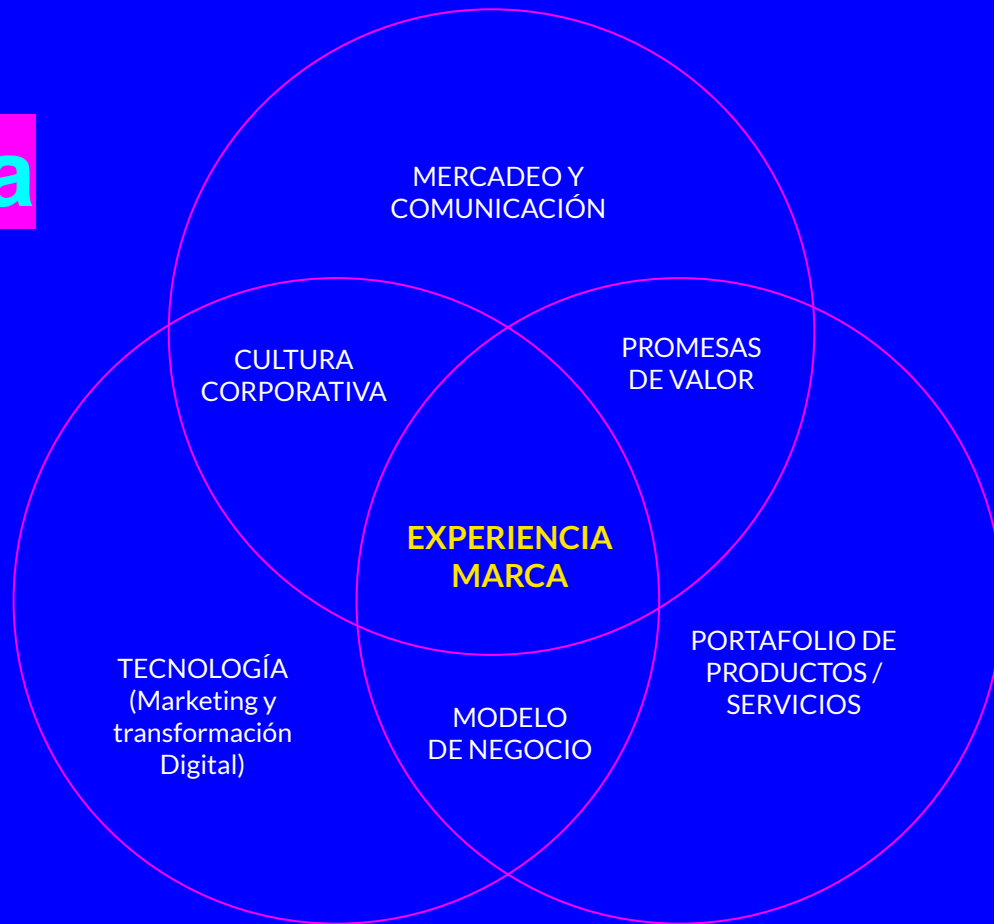 a
MERCADEO Y
COMUNICACIÓN
CULTURA
CORPORATIVA
PROMESAS
DE VALOR
EXPERIENCIA
MARCA
TECNOLOGÍA
(Marketing y
transformación
Digital)
MODELO
DE NEGOCIO
PORTAFOLIO DE
PRODUCTOS /
SERVICIOS